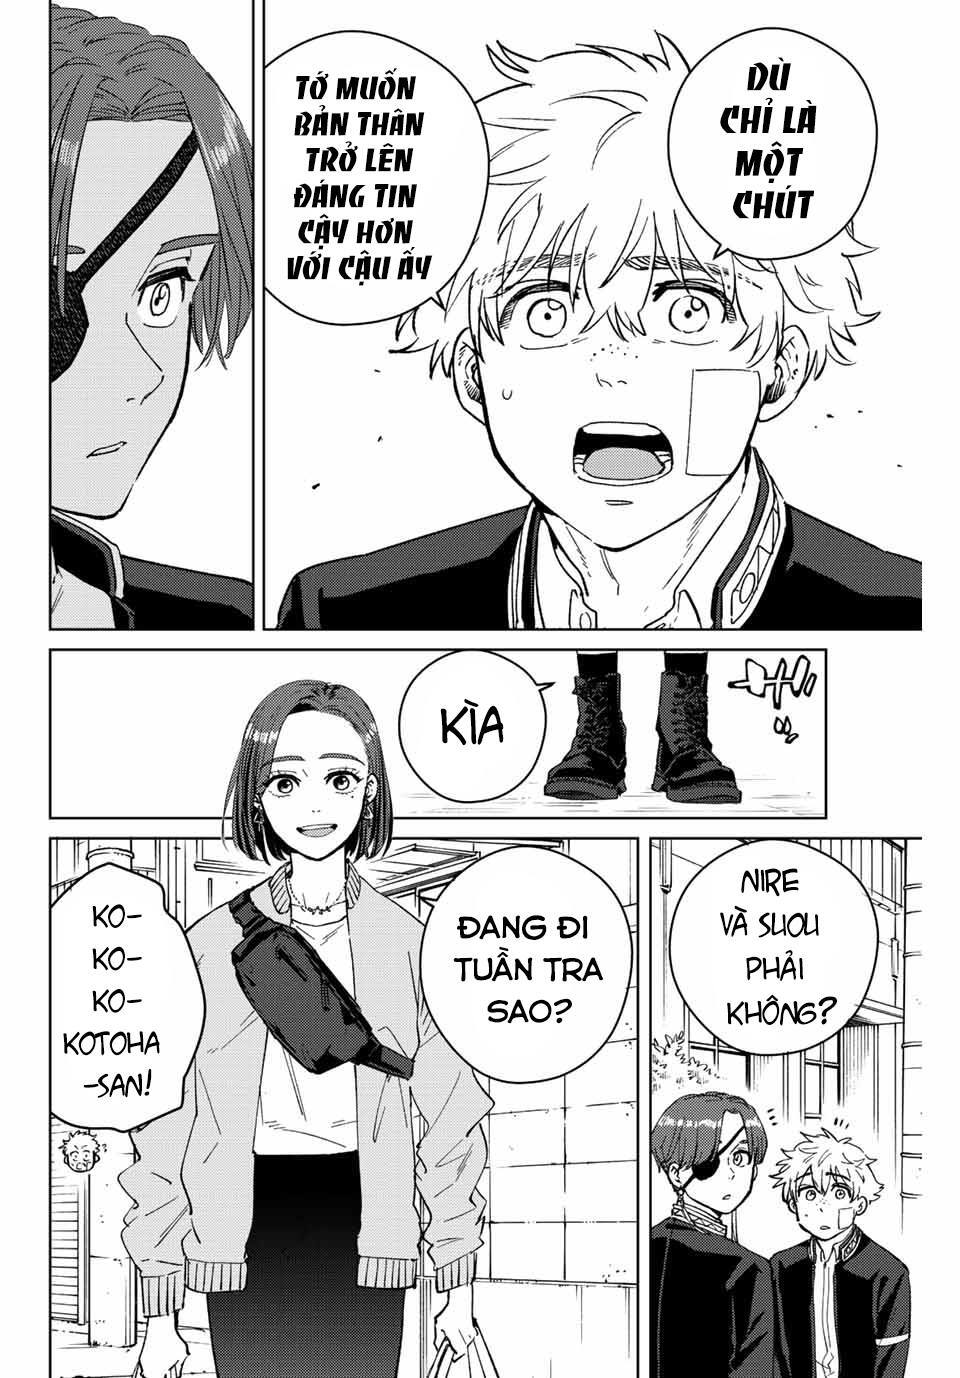 DÙ
CHỈ LÀ
MỘT
CHÚT
TỚ MUỐN
BẢN THÂN
TRỞ LÊN
ĐÁNG TIN
CẬY HƠN
VỚI CẬU ẤY
KÌA
NIRE
VÀ SUOU
PHẢI
KHÔNG?
ĐANG ĐI
TUẦN TRA
SAO?
KO-
KO-
KO-
KOTOHA
-SAN!